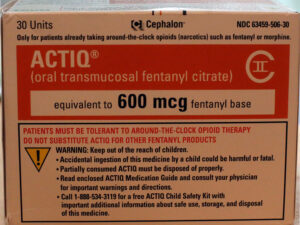 30 Units Cephalon® NDC 63459-506-30
Only for patients already taking around-the-clock opioids (narcotics) such as fentanyl or morphine.
ACTIQ®
(oral transmucosal fentanyl citrate)
CII
equivalent to 600 mcg fentanyl base
PATIENTS MUST BE TOLERANT TO AROUND-THE-CLOCK OPIOID THERAPY
DO NOT SUBSTITUTE ACTIQ FOR OTHER FENTANYL PRODUCTS
WARNING: Keep out of the reach of children.
• Accidental ingestion of this medicine by a child could be harmful or fatal.
• Partially consumed ACTIQ must be disposed of properly.
• Read enclosed ACTIQ Medication Guide and consult your physician
for important warnings and directions.
• Call 1-888-534-3119 for a free ACTIQ Child Safety Kit with
important additional information about safe use, storage, and disposal
of this medicine.